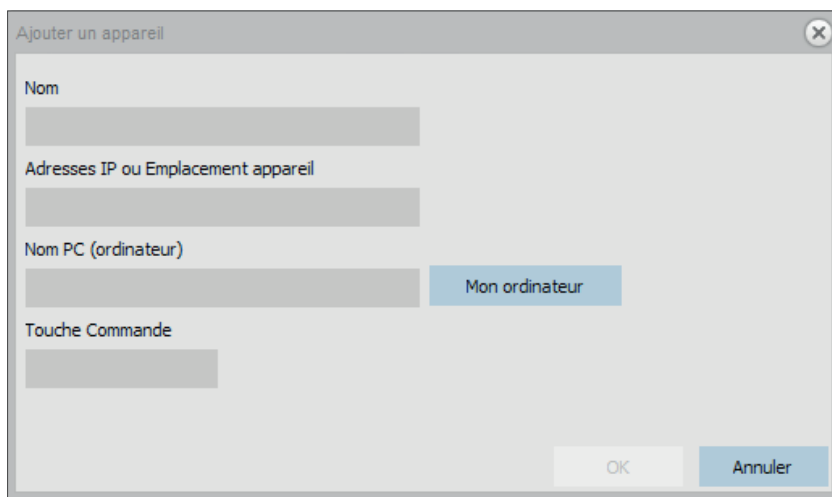 Ajouter un appareil
Nom
Adresses IP ou Emplacement appareil
Nom PC (ordinateur)
Mon ordinateur
Touche Commande
OK
Annuler